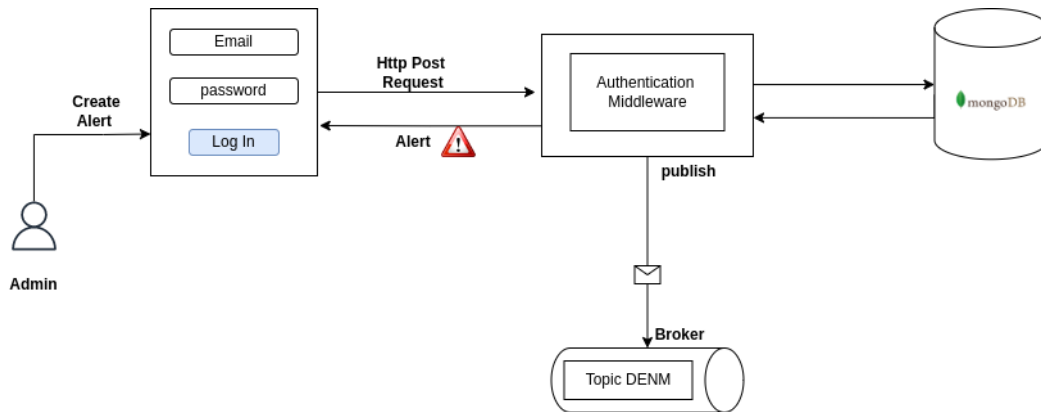 Email
password
Log In
Create
Alert
Admin
Http Post
Request
Alert
Authentication
Middleware
mongoDB
publish
Broker
Topic DENM